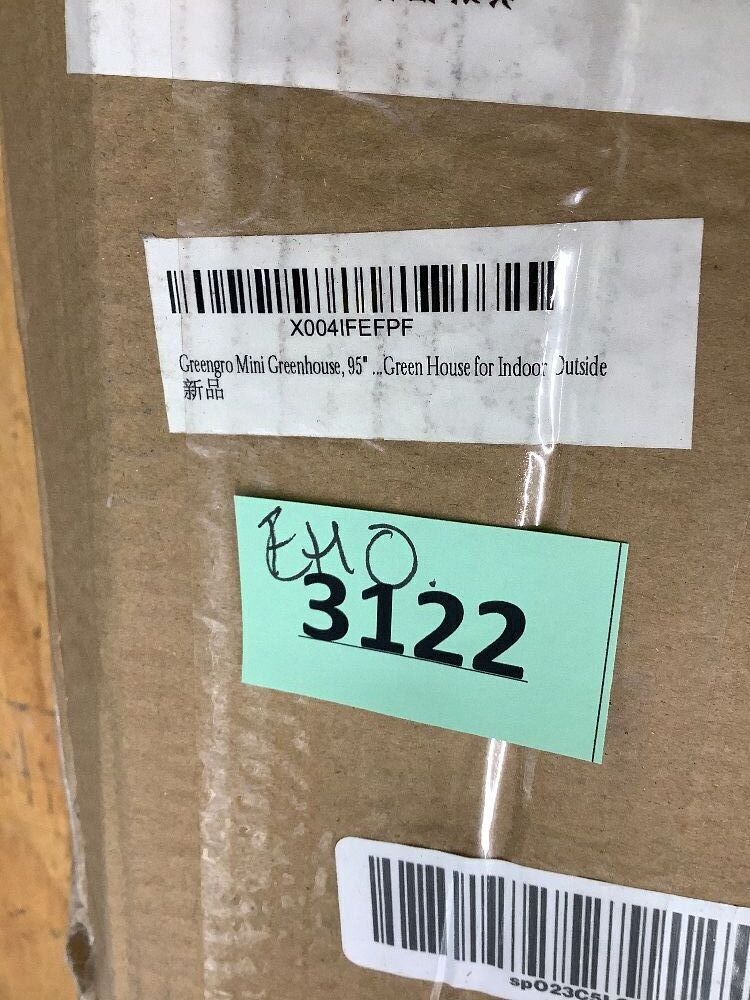 X004IFEFPF
Greengro Mini Greenhouse, 95" ...Green House for Indoor Outside
新品
EMO.
3122